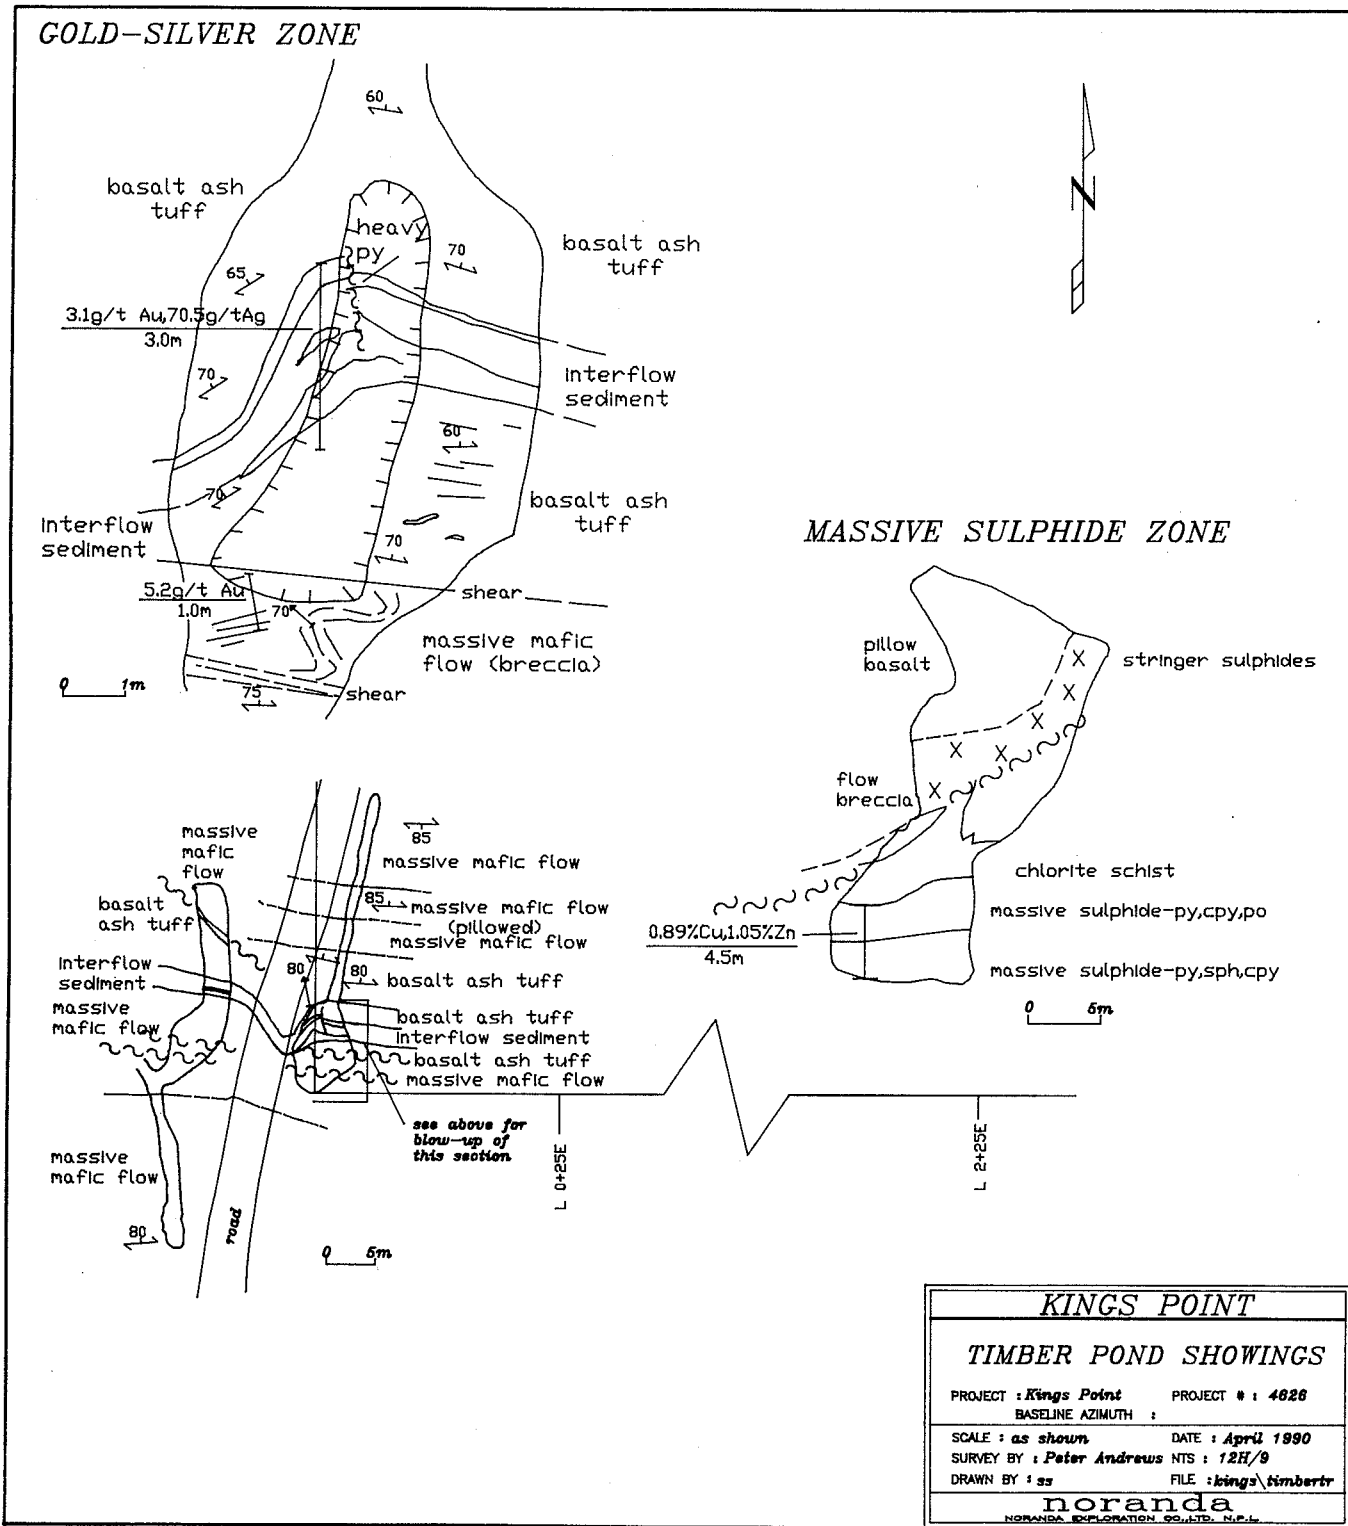 GOLD-SILVER ZONE
60
basalt ash
tuff
heavy
py
70
basalt ash
tuff
65
3.1g/t Au,70.5g/tAg
3.0m
70
interflow
sediment
60
70
basalt ash
tuff
interflow
sediment
70
5.2g/t Au
1.0m
70
shear
massive mafic
flow (breccia)
0 1m
75
shear
N
MASSIVE SULPHIDE ZONE
pillow
basalt
stringer sulphides
flow
breccia
chlorite schist
massive sulphide-py,cpy,po
0.89%Cu,1.05%Zn
4.5m
massive sulphide-py,sph,cpy
0 5m
massive
mafic
flow
85
massive mafic flow
basalt
ash tuff
85
massive mafic flow
(pillowed)
massive mafic flow
interflow
sediment
80
80
basalt ash tuff
massive
mafic flow
basalt ash tuff
interflow sediment
basalt ash tuff
massive mafic flow
see above for
blow-up of
this section
L 0+25E
L 2+25E
massive
mafic flow
80
road
0 5m
KINGS POINT
TIMBER POND SHOWINGS
PROJECT : Kings Point PROJECT # : 4626
BASELINE AZIMUTH :
SCALE : as shown DATE : April 1990
SURVEY BY : Peter Andrews NTS : 12H/9
DRAWN BY : ss FILE : kings\timbertr
noranda
NORANDA EXPLORATION CO.,LTD. N.P.L.